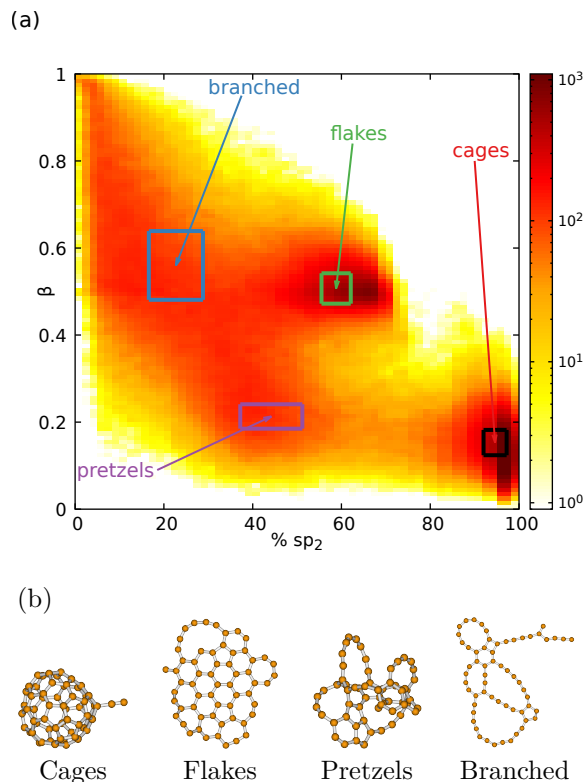 (a)
branched
flakes
cages
pretzels
β
1
0.8
0.6
0.4
0.2
0
0 20 40 60 80 100
% sp₂
10³
10²
10¹
10⁰
(b)
Cages Flakes Pretzels Branched